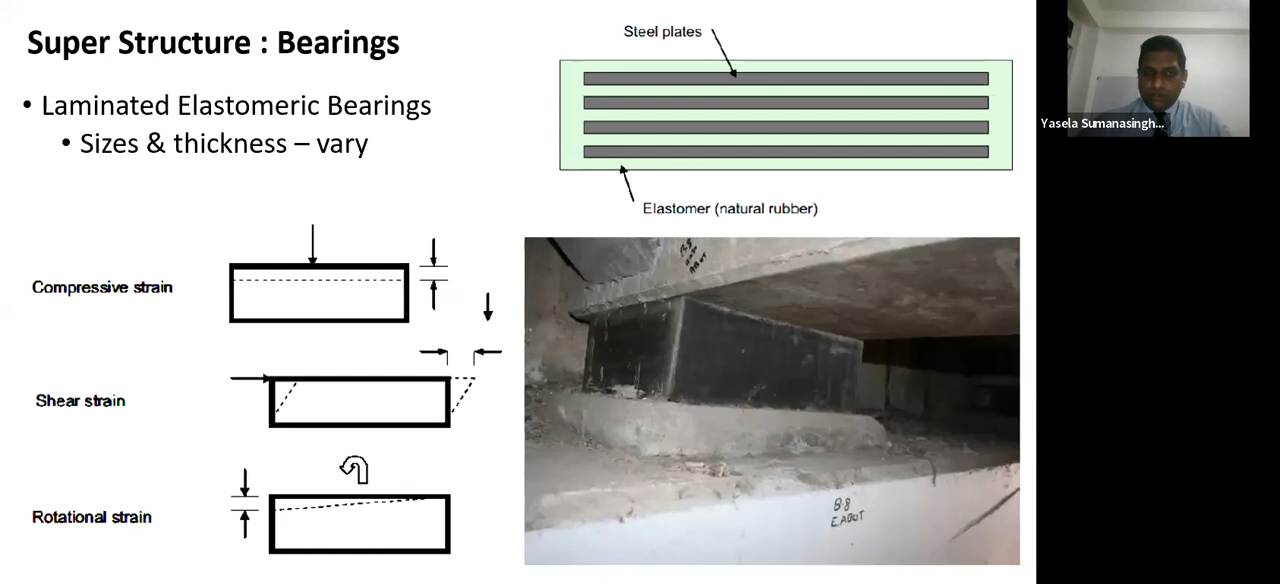 Super Structure : Bearings
• Laminated Elastomeric Bearings
• Sizes & thickness – vary
Steel plates
Elastomer (natural rubber)
Compressive strain
Shear strain
Rotational strain
B8
E.ABUT
Yasela Sumanasingh...